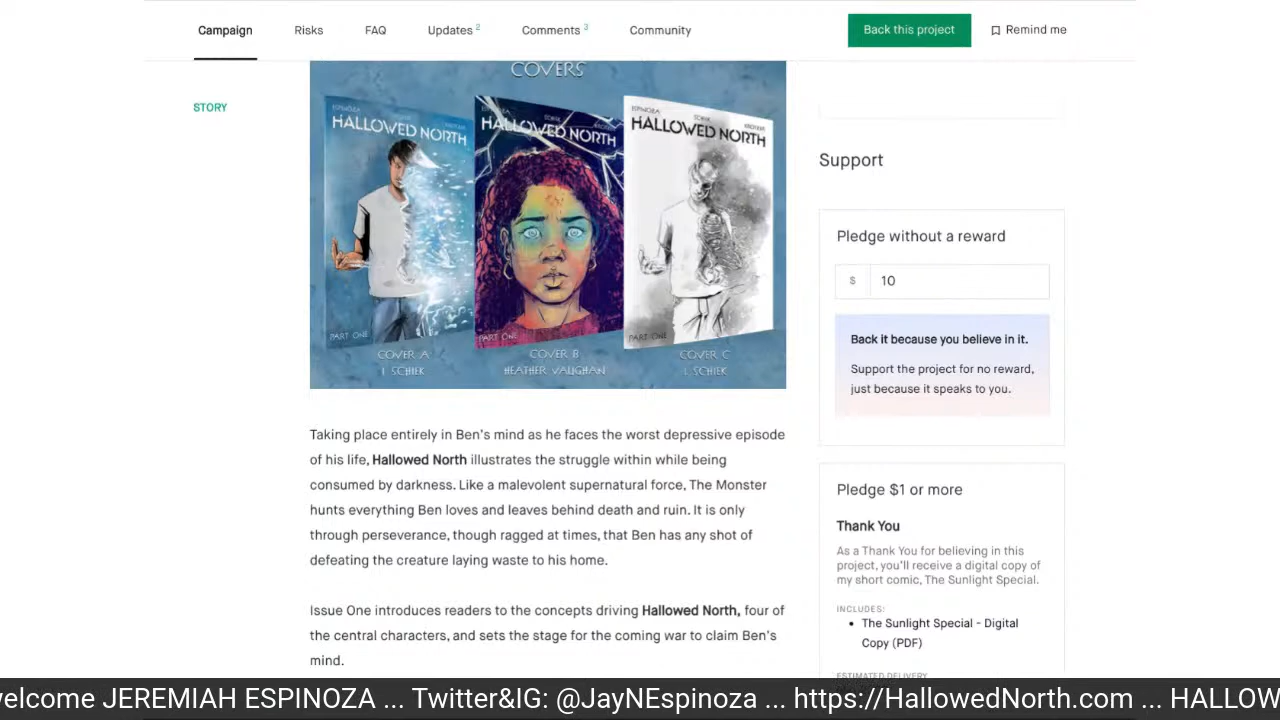 Campaign
Risks
FAQ
Updates 2
Comments 3
Community
Back this project
Remind me
STORY
COVERS
ESPINOZA
HALLOWED NORTH
PART ONE
COVER A
I. SCHIEK
ESPINOZA
SCHIEK
HALLOWED NORTH
PART ONE
COVER B
HEATHER VAUGHAN
ESPINOZA
SCHIEK
HALLOWED NORTH
PART ONE
COVER C
I. SCHIEK
Taking place entirely in Ben's mind as he faces the worst depressive episode
of his life, Hallowed North illustrates the struggle within while being
consumed by darkness. Like a malevolent supernatural force, The Monster
hunts everything Ben loves and leaves behind death and ruin. It is only
through perseverance, though ragged at times, that Ben has any shot of
defeating the creature laying waste to his home.
Issue One introduces readers to the concepts driving Hallowed North, four of
the central characters, and sets the stage for the coming war to claim Ben's
mind.
Support
Pledge without a reward
$ 10
Back it because you believe in it.
Support the project for no reward,
just because it speaks to you.
Pledge $1 or more
Thank You
As a Thank You for believing in this
project, you'll receive a digital copy of
my short comic, The Sunlight Special.
INCLUDES:
• The Sunlight Special - Digital
Copy (PDF)
ESTIMATED DELIVERY
welcome JEREMIAH ESPINOZA ... Twitter&IG: @JayNEspinoza ... https://HallowedNorth.com ... HALLOW